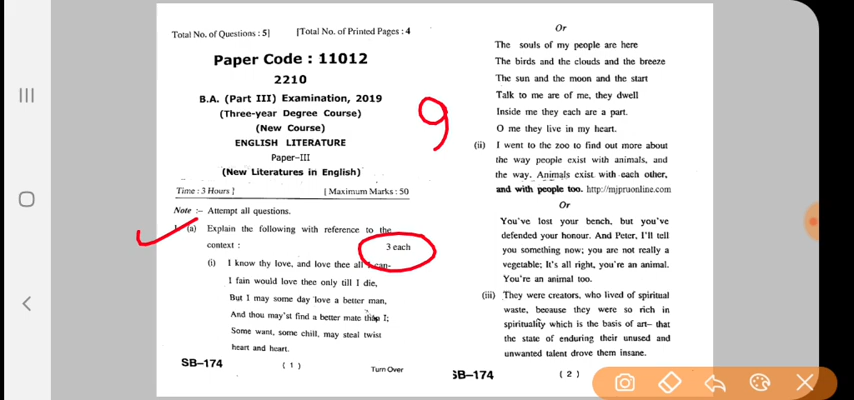 Total No. of Questions : 5] [Total No. of Printed Pages : 4
Paper Code : 11012
2210
B.A. (Part III) Examination, 2019
(Three-year Degree Course)
(New Course)
ENGLISH LITERATURE
Paper-III
(New Literatures in English)
Time : 3 Hours ] [ Maximum Marks : 50
Note :- Attempt all questions.
1. (a) Explain the following with reference to the
context : 3 each
(i) I know thy love, and love thee all I can-
I fain would love thee only till I die,
But I may some day love a better man,
And thou may'st find a better mate than I;
Some want, some chill, may steal twist
heart and heart.
SB–174 ( 1 ) Turn Over
9
Or
The souls of my people are here
The birds and the clouds and the breeze
The sun and the moon and the start
Talk to me are of me, they dwell
Inside me they each are a part.
O me they live in my heart.
(ii) I went to the zoo to find out more about
the way people exist with animals, and
the way. Animals exist with each other,
and with people too. http://mjpruonline.com
Or
You've lost your bench, but you've
defended your honour. And Peter, I'll tell
you something now; you are not really a
vegetable; It's all right, you're an animal.
You're an animal too.
(iii) They were creators, who lived of spiritual
waste, because they were so rich in
spirituality which is the basis of art– that
the state of enduring their unused and
unwanted talent drove them insane.
SB–174 ( 2 )